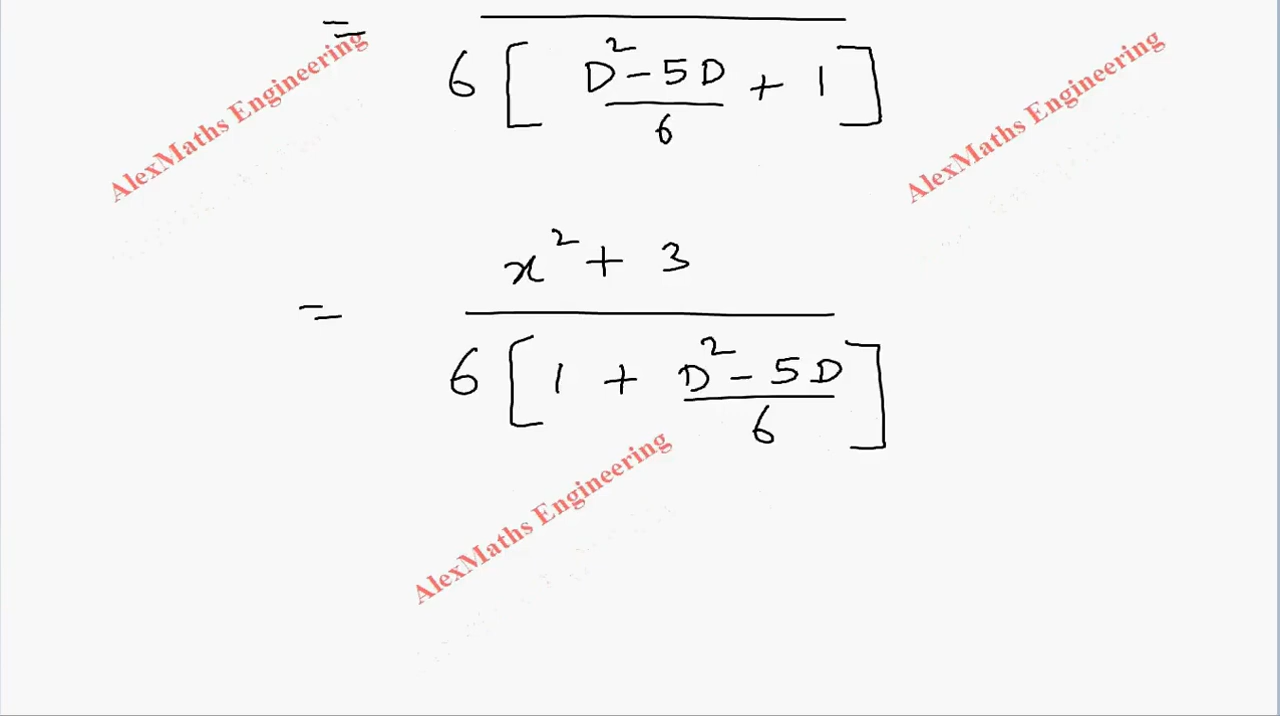 =
6 [ D² - 5D / 6 + 1 ]
AlexMaths Engineering
AlexMaths Engineering
= x² + 3
6 [ 1 + D² - 5D / 6 ]
AlexMaths Engineering